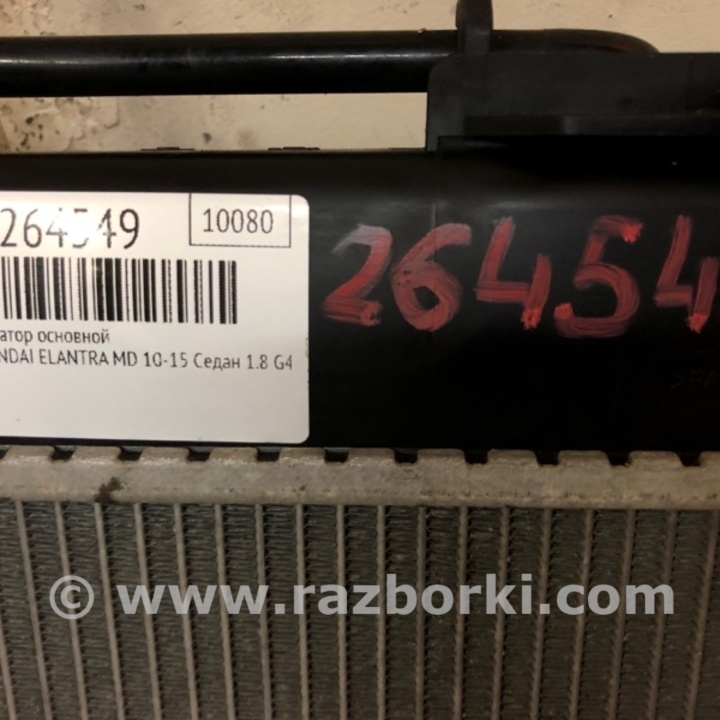 264549
10080
26454
атор основной
NDAI ELANTRA MD 10-15 Седан 1.8 G4
© www.razborki.com